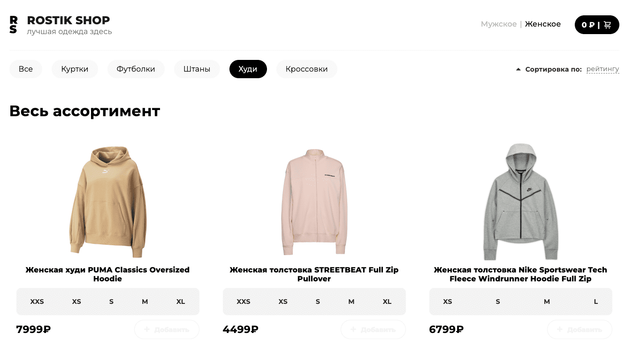 RS
ROSTIK SHOP
лучшая одежда здесь
Мужское | Женское
0 ₽ |
Все Куртки Футболки Штаны Худи Кроссовки
Сортировка по: рейтингу
Весь ассортимент
Женская худи PUMA Classics Oversized
Hoodie
XXS XS S M XL
7999₽ + Добавить
Женская толстовка STREETBEAT Full Zip
Pullover
XXS XS S M XL
4499₽ + Добавить
Женская толстовка Nike Sportswear Tech
Fleece Windrunner Hoodie Full Zip
XS S M L
6799₽ + Добавить